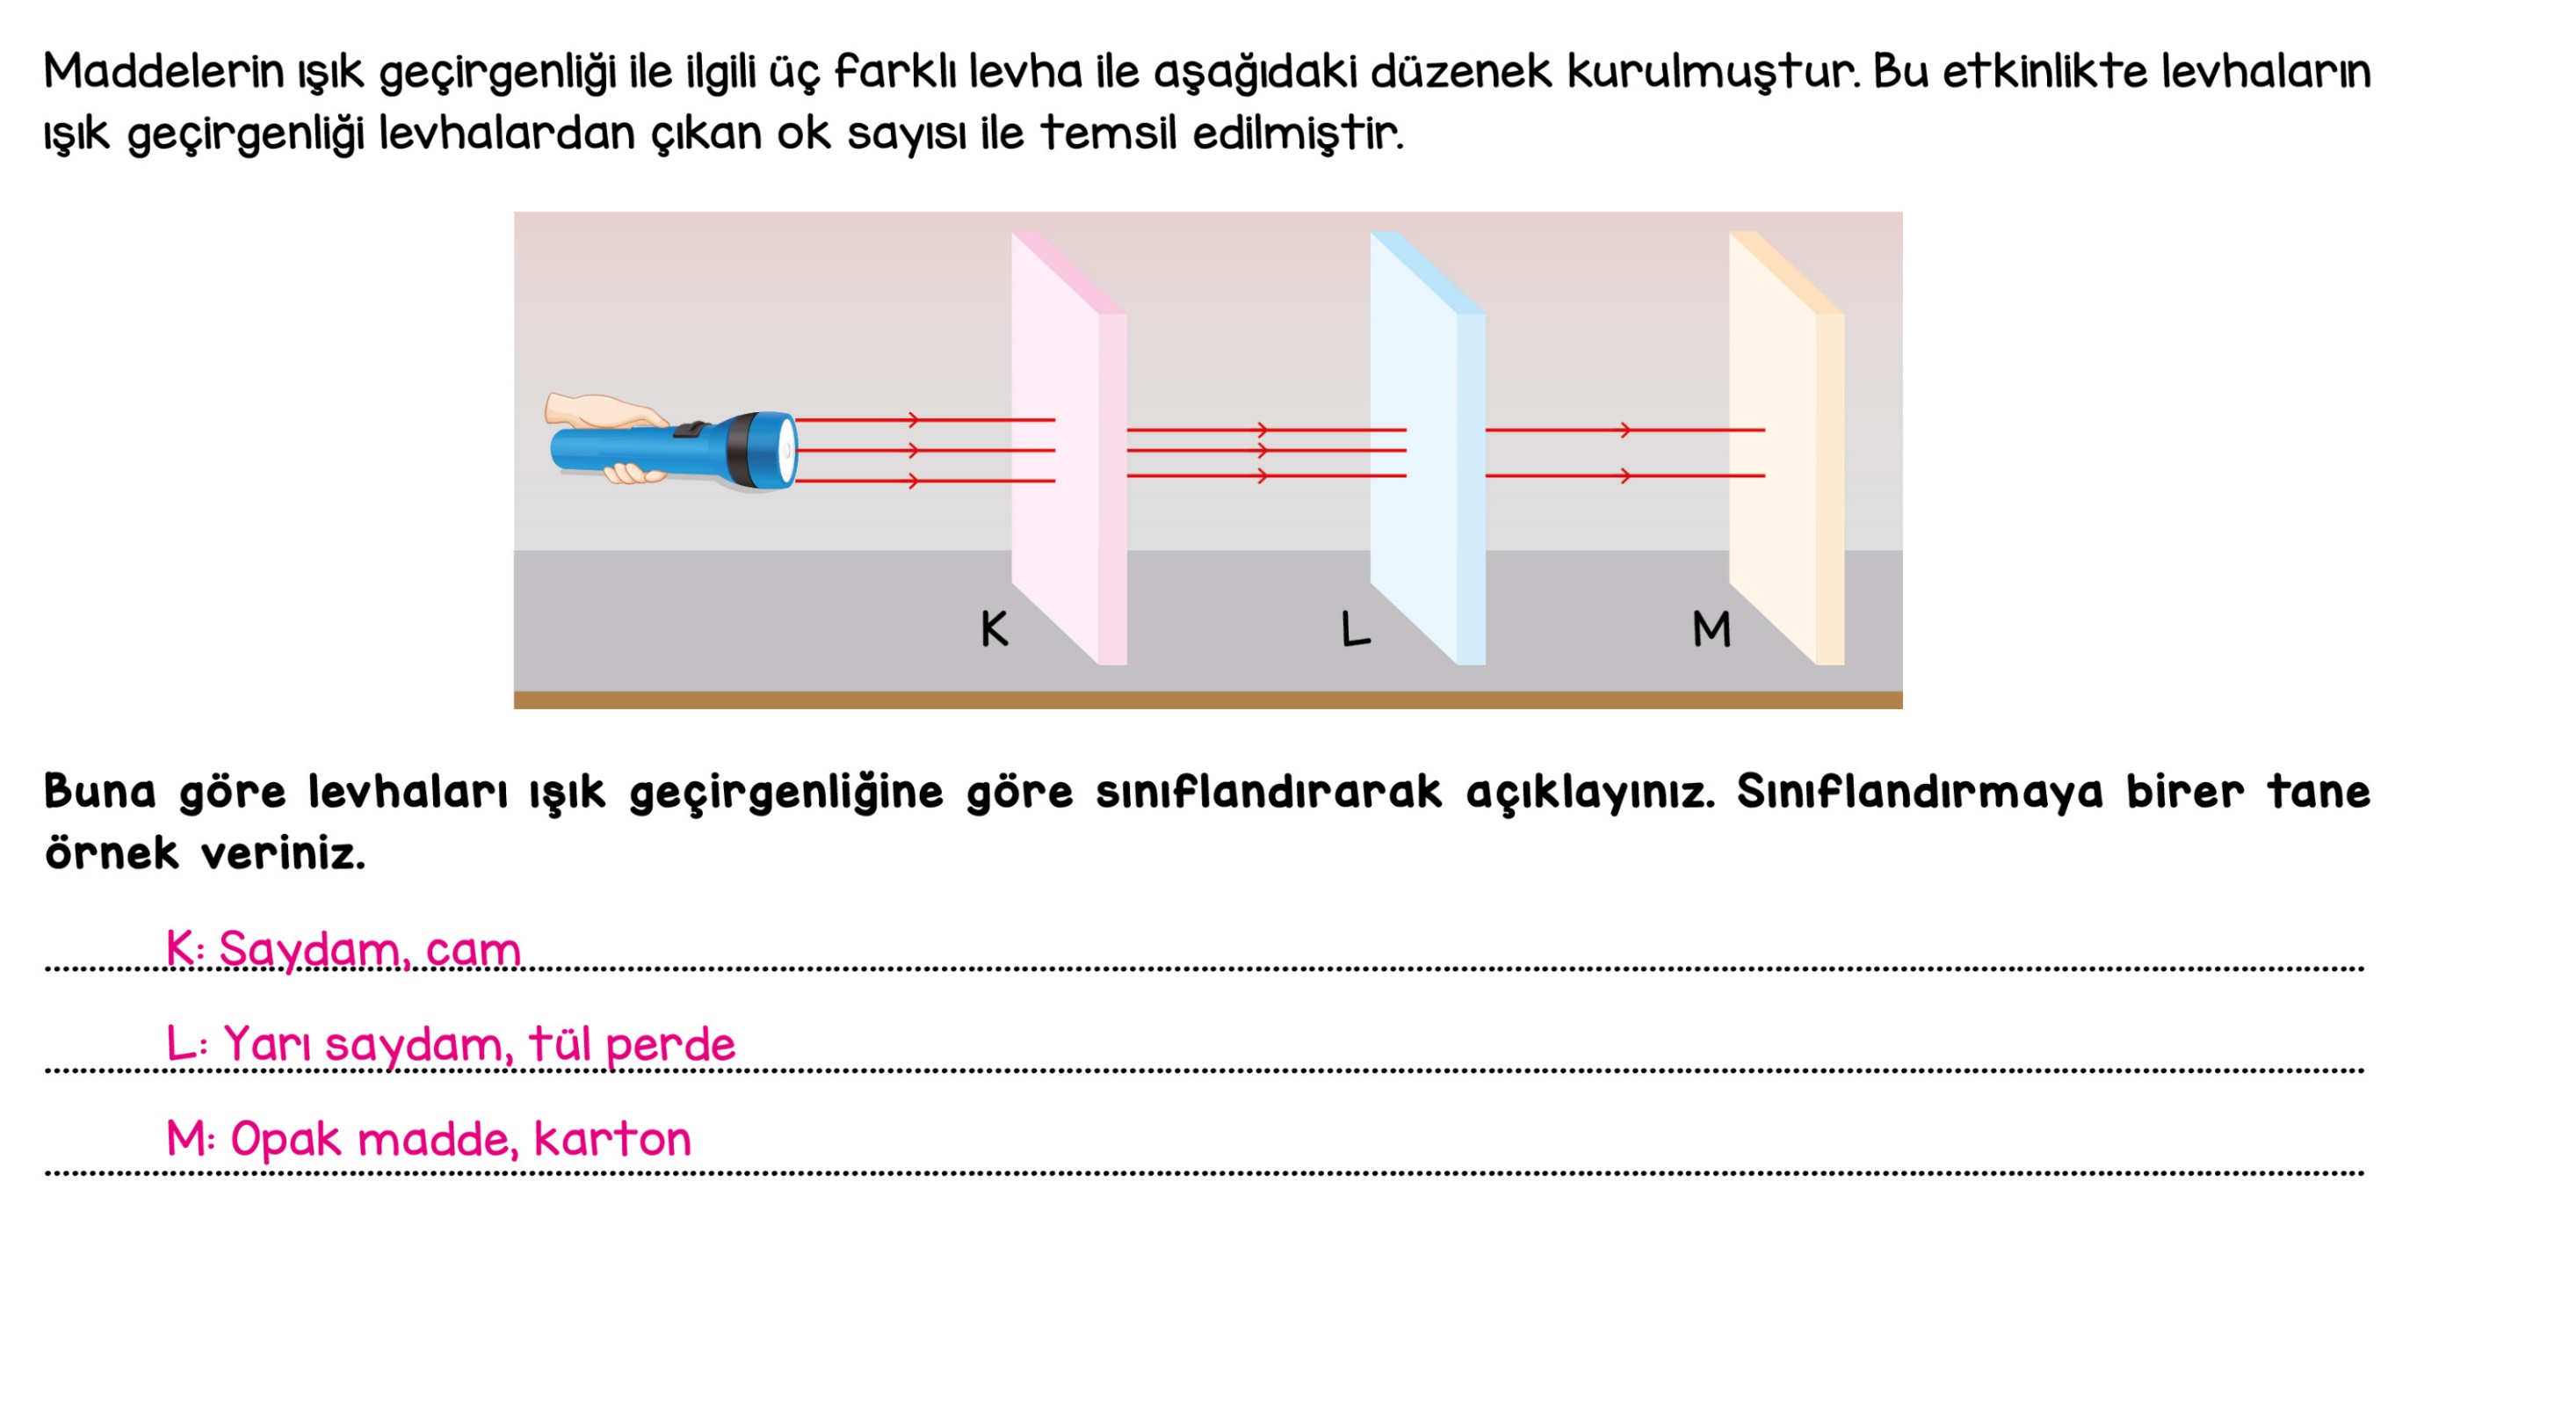 Maddelerin ışık geçirgenliği ile ilgili üç farklı levha ile aşağıdaki düzenek kurulmuştur. Bu etkinlikte levhaların
ışık geçirgenliği levhalardan çıkan ok sayısı ile temsil edilmiştir.
K L M
Buna göre levhaları ışık geçirgenliğine göre sınıflandırarak açıklayınız. Sınıflandırmaya birer tane
örnek veriniz.
K: Saydam, cam
L: Yarı saydam, tül perde
M: Opak madde, karton